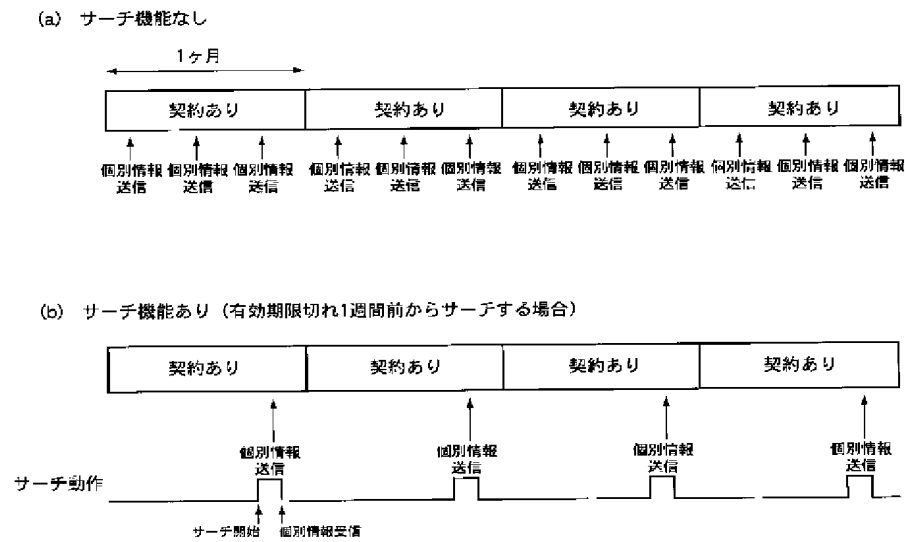 (a) サーチ機能なし
1ヶ月
契約あり 契約あり 契約あり 契約あり
個別情報 個別情報 個別情報 個別情報 個別情報 個別情報 個別情報 個別情報 個別情報 個別情報 個別情報 個別情報
送信 送信 送信 送信 送信 送信 送信 送信 送信 送信 送信 送信
(b) サーチ機能あり(有効期限切れ1週間前からサーチする場合)
契約あり 契約あり 契約あり 契約あり
個別情報 個別情報 個別情報 個別情報
送信 送信 送信 送信
サーチ動作
サーチ開始 個別情報受信